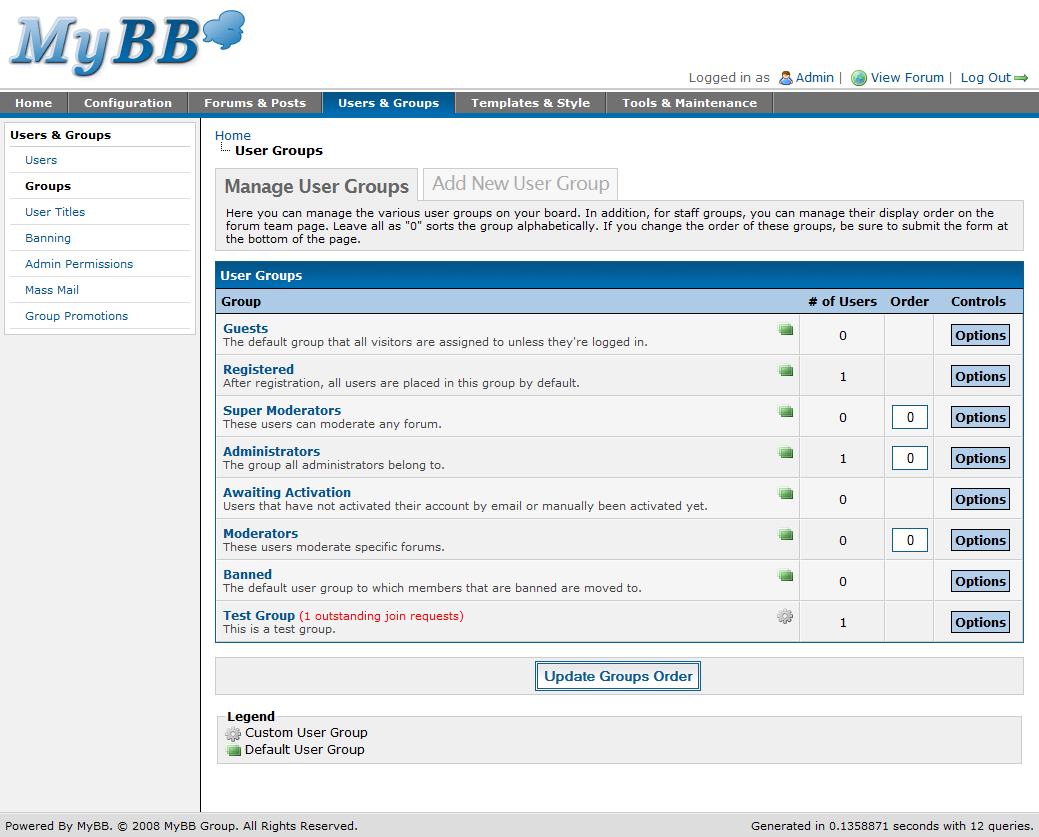 MyBB
Logged in as Admin | View Forum | Log Out
Home Configuration Forums & Posts Users & Groups Templates & Style Tools & Maintenance
Users & Groups
Users
Groups
User Titles
Banning
Admin Permissions
Mass Mail
Group Promotions
Home
User Groups
Manage User Groups Add New User Group
Here you can manage the various user groups on your board. In addition, for staff groups, you can manage their display order on the
forum team page. Leave all as "0" sorts the group alphabetically. If you change the order of these groups, be sure to submit the form at
the bottom of the page.
User Groups
Group # of Users Order Controls
Guests
The default group that all visitors are assigned to unless they're logged in.
0 Options
Registered
After registration, all users are placed in this group by default.
1 Options
Super Moderators
These users can moderate any forum.
0 0 Options
Administrators
The group all administrators belong to.
1 0 Options
Awaiting Activation
Users that have not activated their account by email or manually been activated yet.
0 Options
Moderators
These users moderate specific forums.
0 0 Options
Banned
The default user group to which members that are banned are moved to.
0 Options
Test Group (1 outstanding join requests)
This is a test group.
1 Options
Update Groups Order
Legend
Custom User Group
Default User Group
Powered By MyBB. © 2008 MyBB Group. All Rights Reserved. Generated in 0.1358871 seconds with 12 queries.